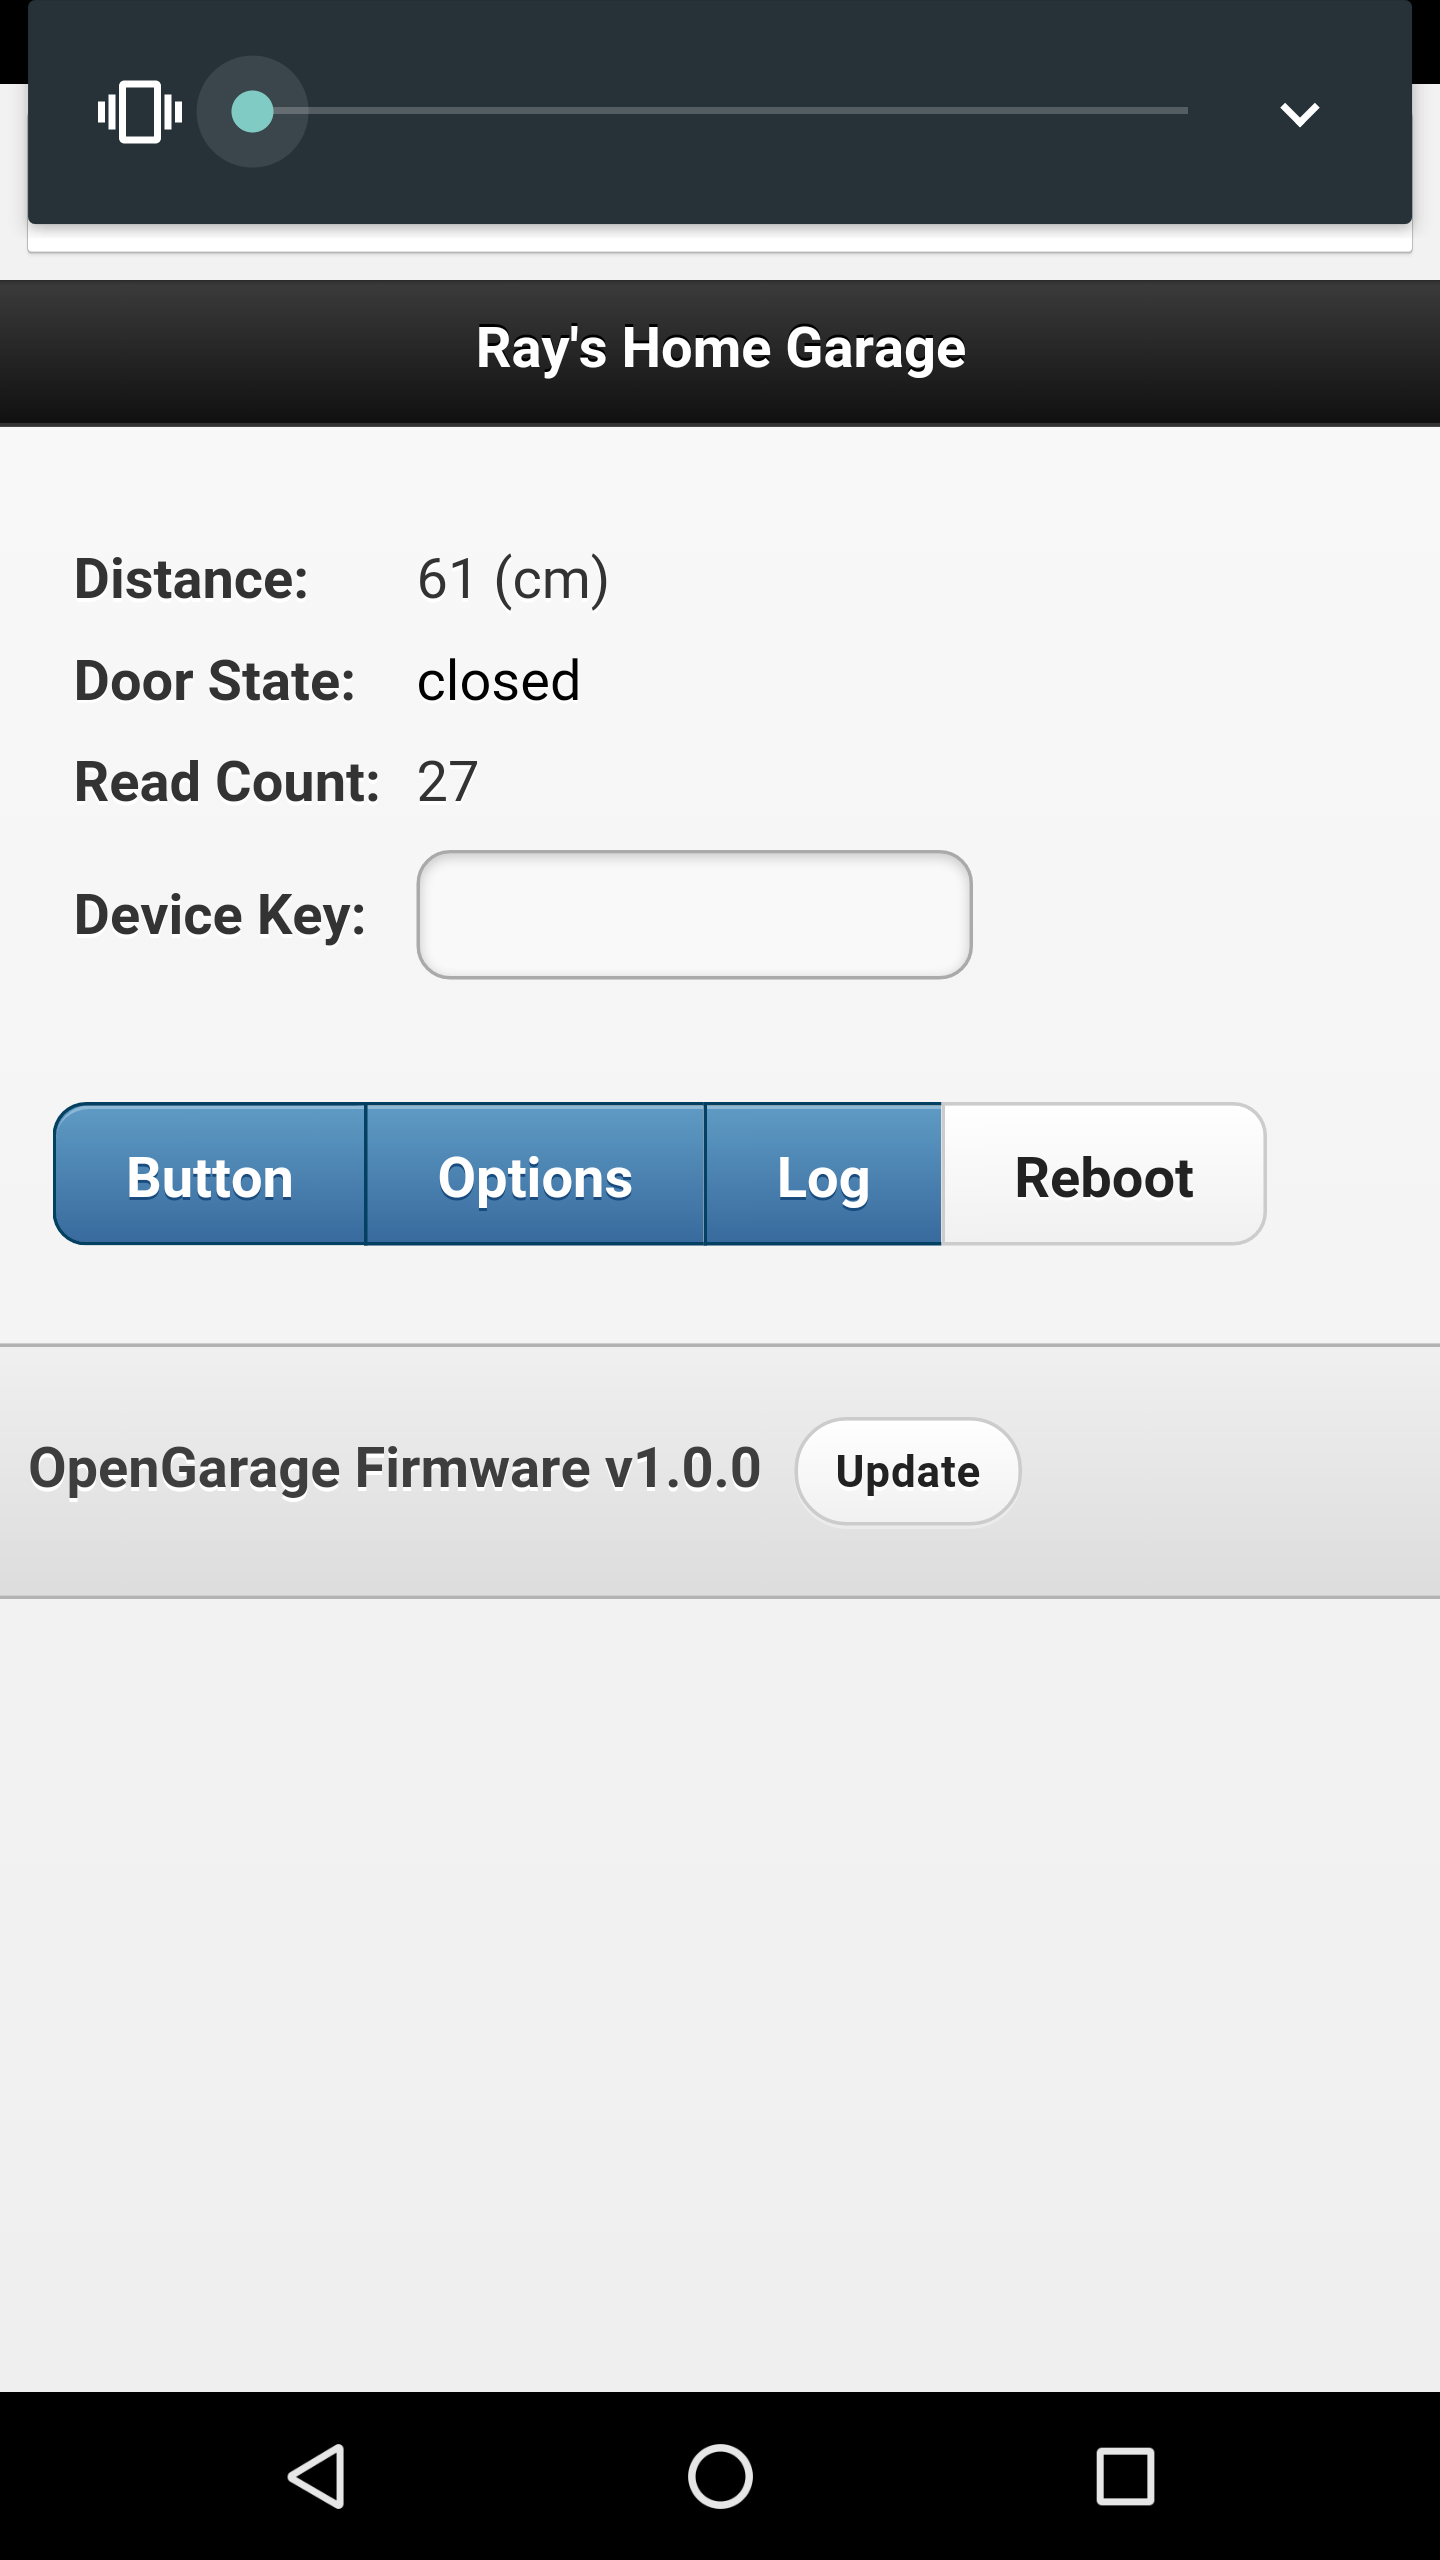 Ray's Home Garage
Distance: 61 (cm)
Door State: closed
Read Count: 27
Device Key:
Button Options Log Reboot
OpenGarage Firmware v1.0.0 Update